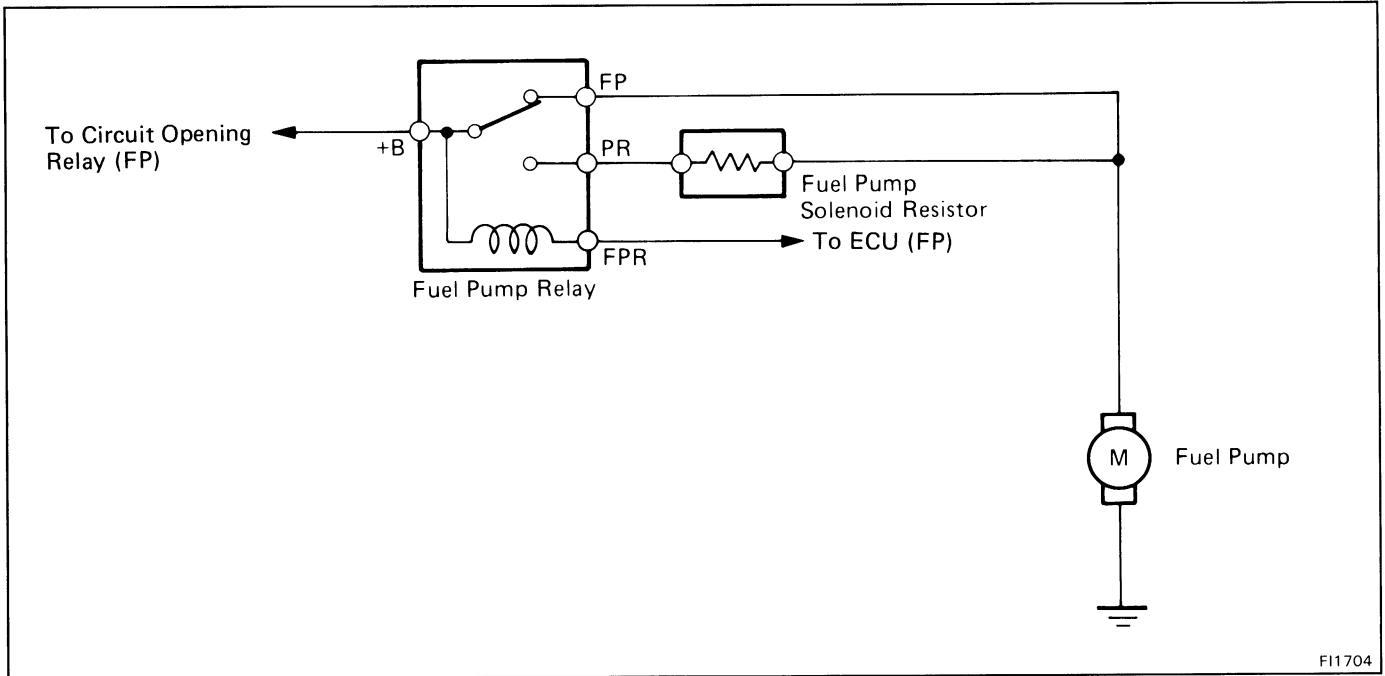 FP
To Circuit Opening
Relay (FP)
+B
PR
Fuel Pump
Solenoid Resistor
FPR
To ECU (FP)
Fuel Pump Relay
M
Fuel Pump
FI1704